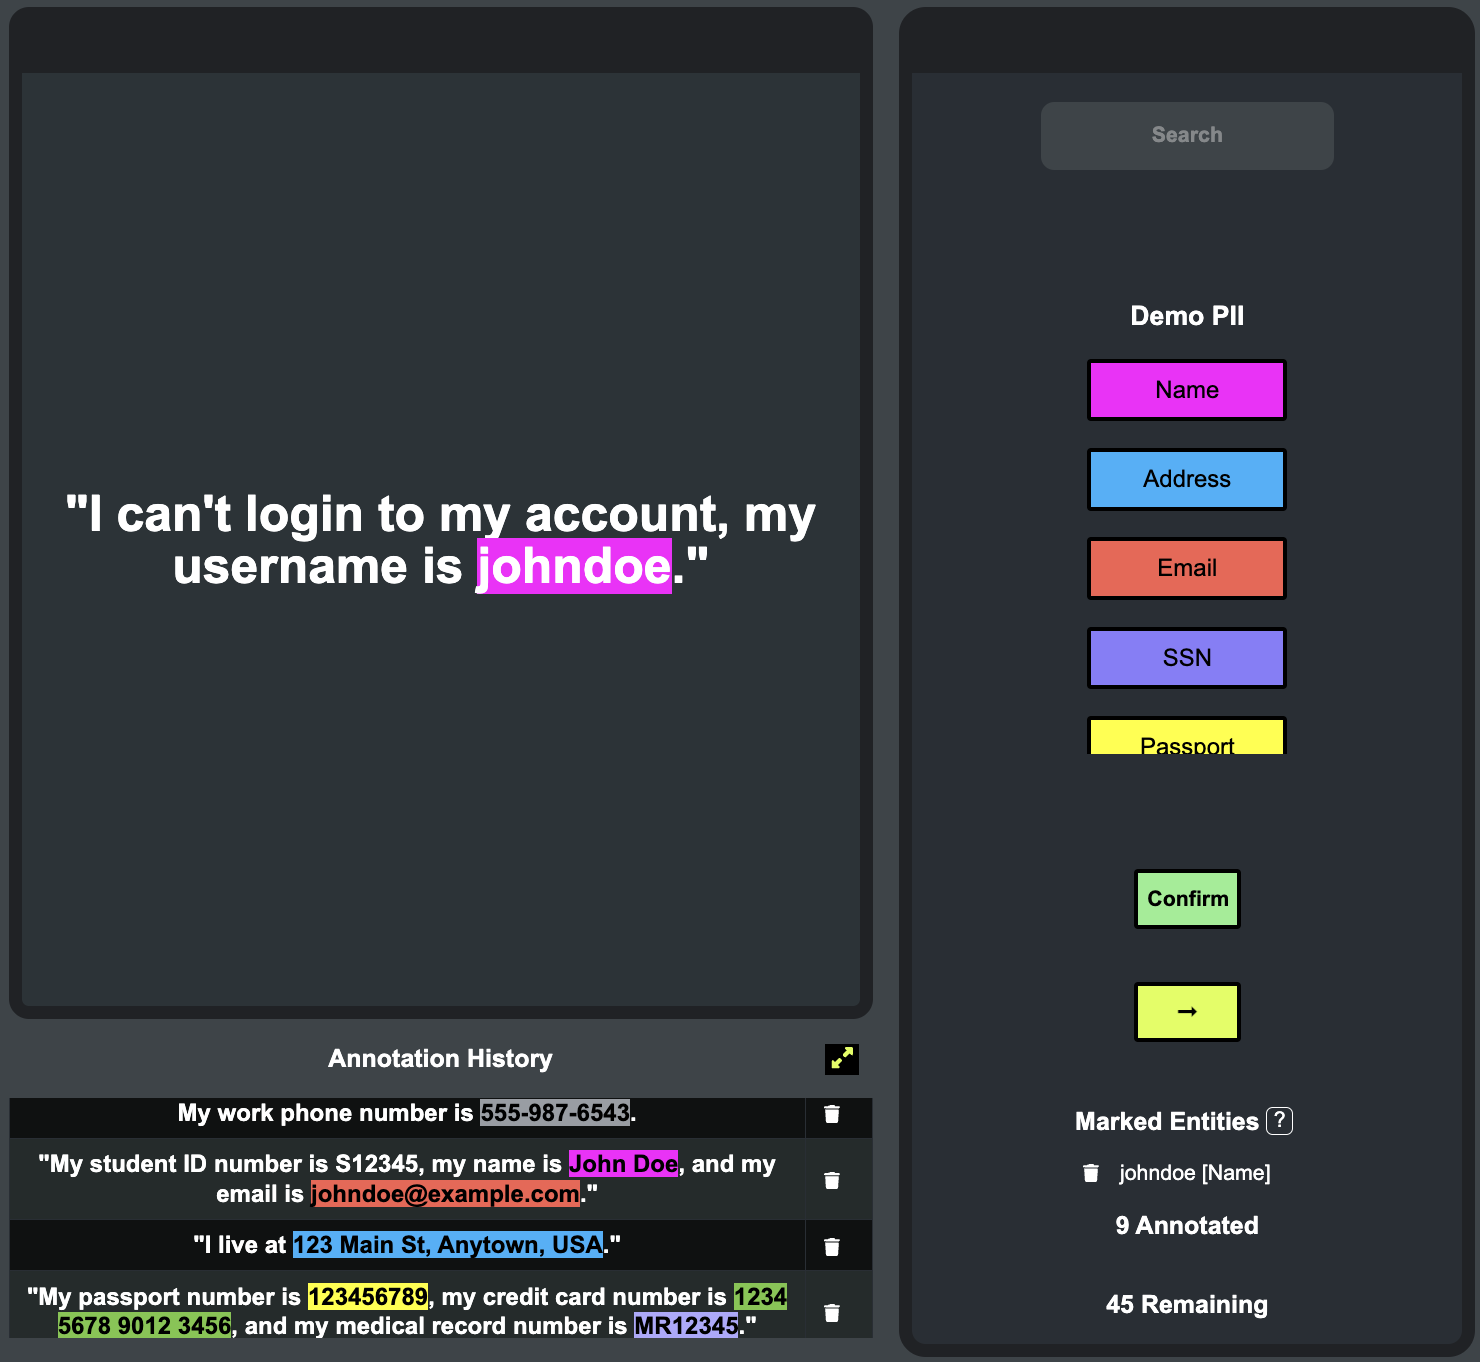 "I can't login to my account, my
username is johndoe."
Annotation History
My work phone number is 555-987-6543.
"My student ID number is S12345, my name is John Doe, and my
email is johndoe@example.com."
"I live at 123 Main St, Anytown, USA."
"My passport number is 123456789, my credit card number is 1234
5678 9012 3456, and my medical record number is MR12345."
Search
Demo PII
Name
Address
Email
SSN
Passport
Confirm
→
Marked Entities ?
johndoe [Name]
9 Annotated
45 Remaining